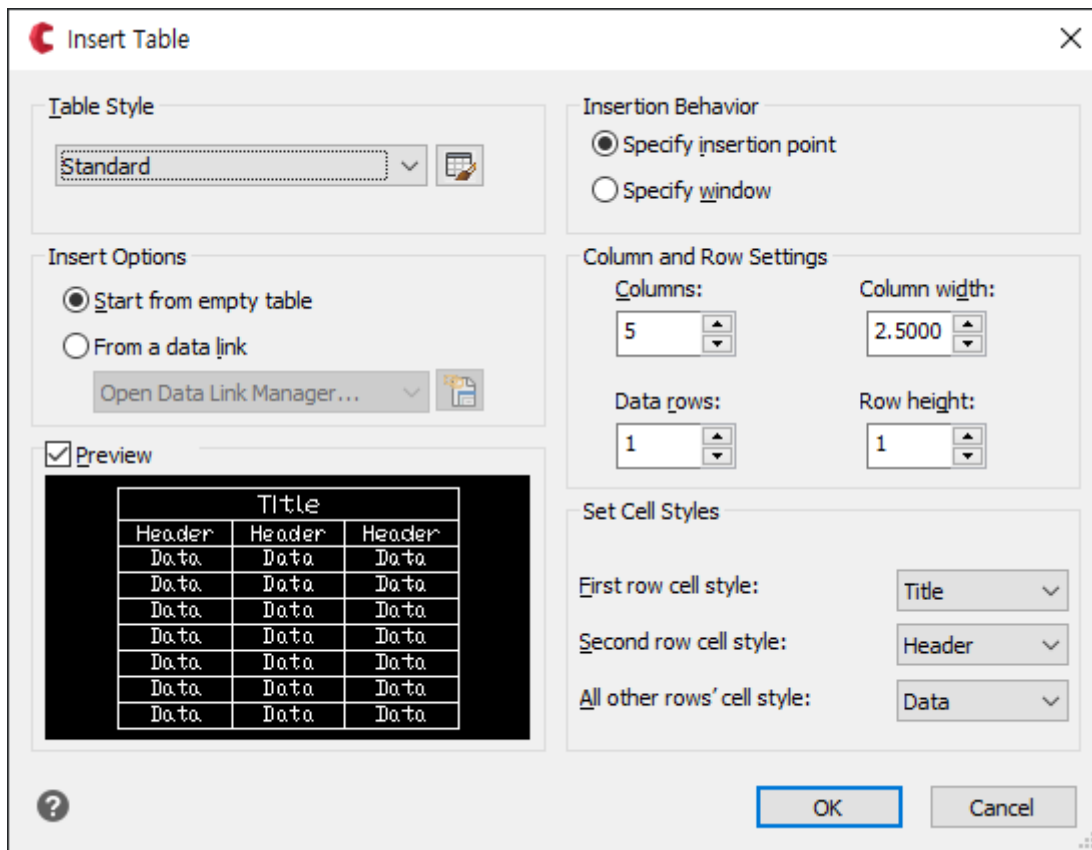 Insert Table
Table Style
Standard
Insert Options
Start from empty table
From a data link
Open Data Link Manager...
Preview
Title
Header Header Header
Data Data Data
Data Data Data
Data Data Data
Data Data Data
Data Data Data
Data Data Data
Data Data Data
Insertion Behavior
Specify insertion point
Specify window
Column and Row Settings
Columns: Column width:
5 2.5000
Data rows: Row height:
1 1
Set Cell Styles
First row cell style: Title
Second row cell style: Header
All other rows' cell style: Data
? OK Cancel